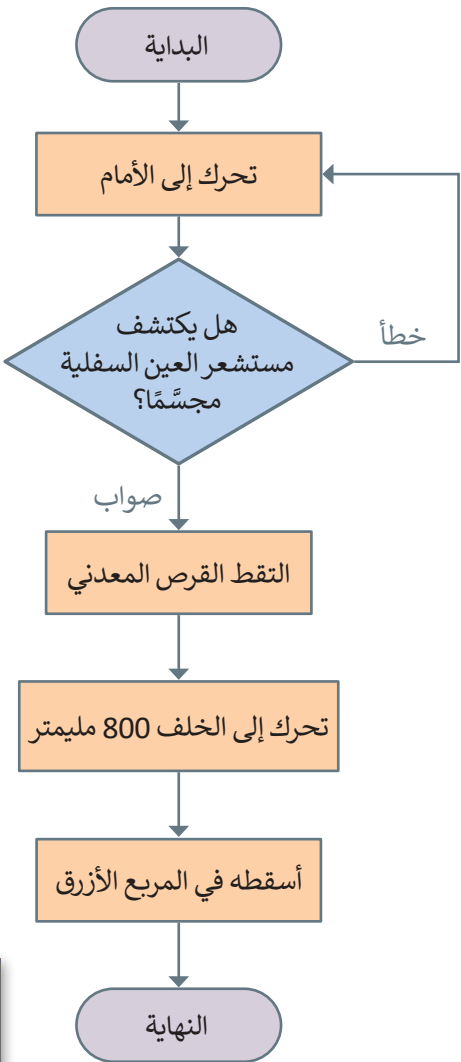 البداية
تحرك إلى الأمام
هل يكتشف
مستشعر العين السفلية
مجسَّمًا؟
خطأ
صواب
التقط القرص المعدني
تحرك إلى الخلف 800 مليمتر
أسقطه في المربع الأزرق
النهاية